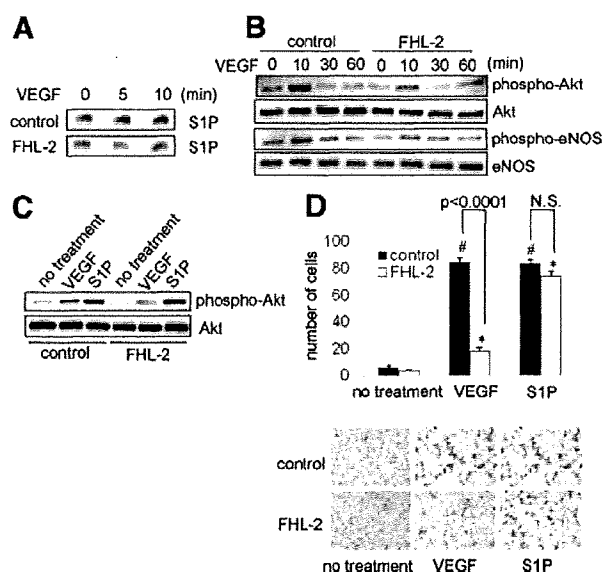 A
VEGF 0 5 10 (min)
control S1P
FHL-2 S1P
B
control FHL-2
VEGF 0 10 30 60 0 10 30 60 (min)
phospho-Akt
Akt
phospho-eNOS
eNOS
C
no treatment VEGF S1P no treatment VEGF S1P
phospho-Akt
Akt
control FHL-2
D
p<0.0001 N.S.
number of cells
100
80
60
40
20
0
control
FHL-2
# * # *
no treatment VEGF S1P
control
FHL-2
no treatment VEGF S1P